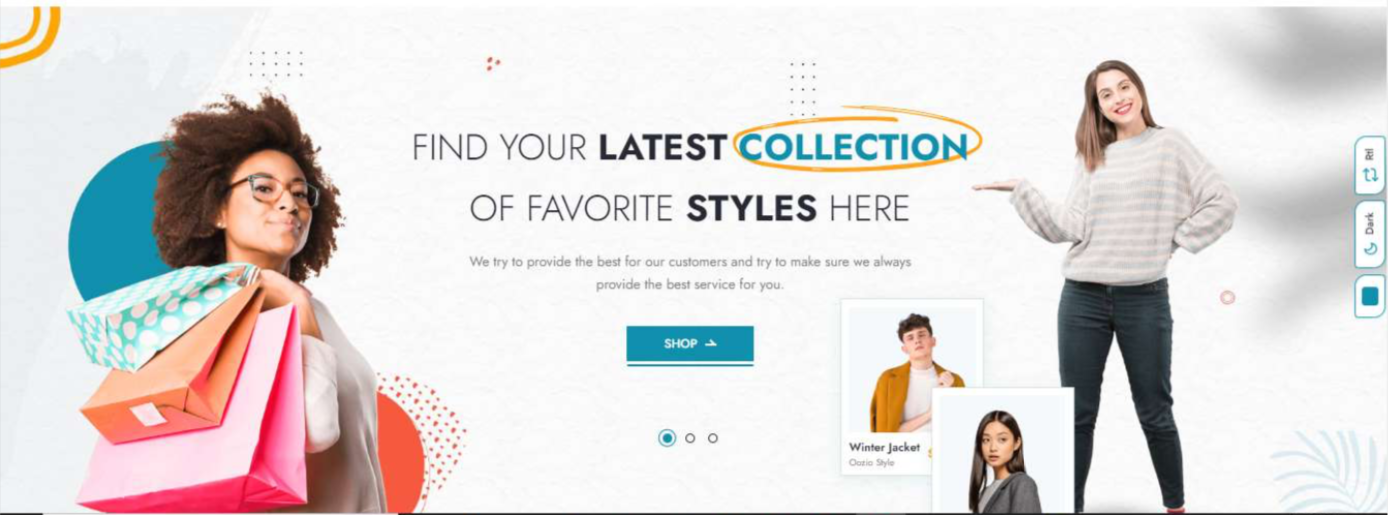 FIND YOUR LATEST COLLECTION
OF FAVORITE STYLES HERE
We try to provide the best for our customers and try to make sure we always
provide the best service for you.
SHOP
Winter Jacket
Oozio Style
Rtl
Dark